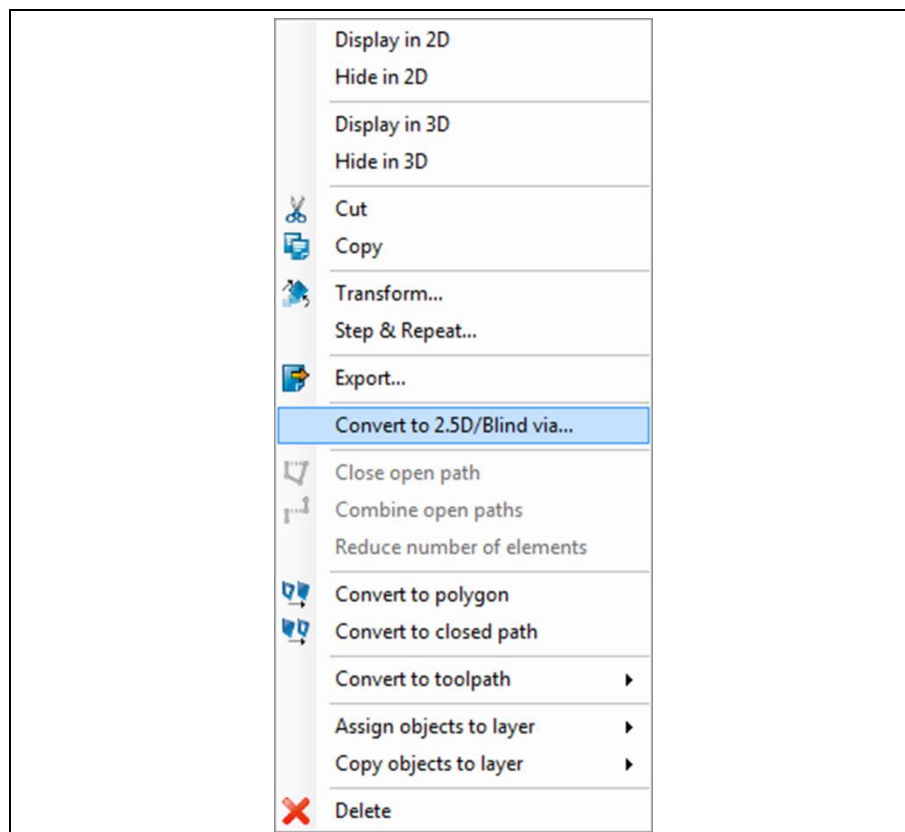 Display in 2D
Hide in 2D
Display in 3D
Hide in 3D
Cut
Copy
Transform...
Step & Repeat...
Export...
Convert to 2.5D/Blind via...
Close open path
Combine open paths
Reduce number of elements
Convert to polygon
Convert to closed path
Convert to toolpath
Assign objects to layer
Copy objects to layer
Delete